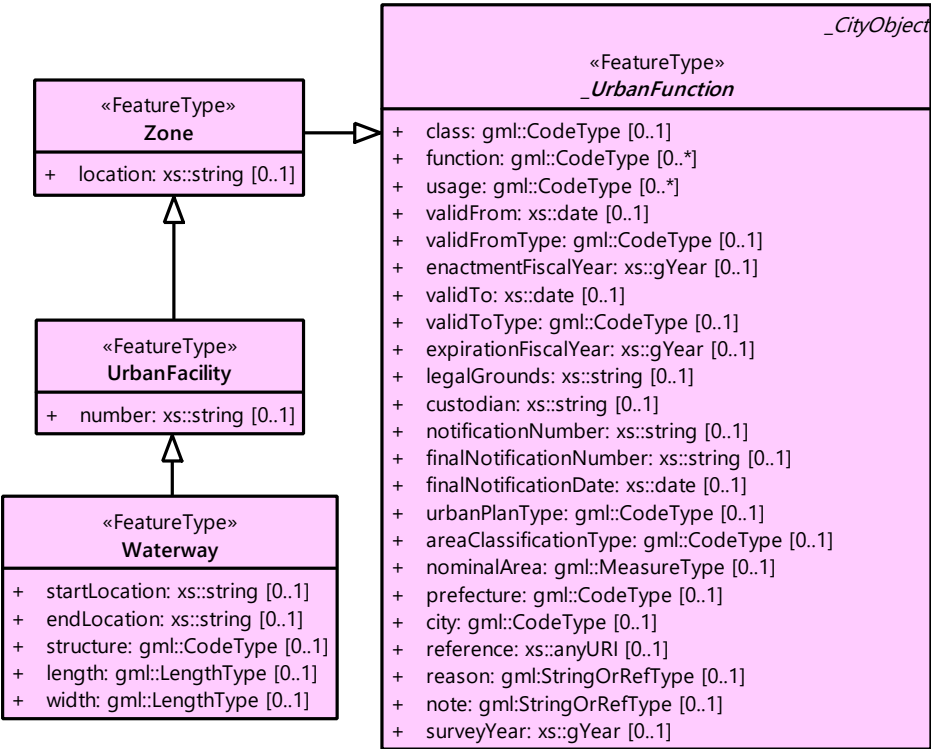 _CityObject
«FeatureType»
_UrbanFunction
+ class: gml::CodeType [0..1]
+ function: gml::CodeType [0..*]
+ usage: gml::CodeType [0..*]
+ validFrom: xs::date [0..1]
+ validFromType: gml::CodeType [0..1]
+ enactmentFiscalYear: xs::gYear [0..1]
+ validTo: xs::date [0..1]
+ validToType: gml::CodeType [0..1]
+ expirationFiscalYear: xs::gYear [0..1]
+ legalGrounds: xs::string [0..1]
+ custodian: xs::string [0..1]
+ notificationNumber: xs::string [0..1]
+ finalNotificationNumber: xs::string [0..1]
+ finalNotificationDate: xs::date [0..1]
+ urbanPlanType: gml::CodeType [0..1]
+ areaClassificationType: gml::CodeType [0..1]
+ nominalArea: gml::MeasureType [0..1]
+ prefecture: gml::CodeType [0..1]
+ city: gml::CodeType [0..1]
+ reference: xs::anyURI [0..1]
+ reason: gml:StringOrRefType [0..1]
+ note: gml:StringOrRefType [0..1]
+ surveyYear: xs::gYear [0..1]
«FeatureType»
Zone
+ location: xs::string [0..1]
«FeatureType»
UrbanFacility
+ number: xs::string [0..1]
«FeatureType»
Waterway
+ startLocation: xs::string [0..1]
+ endLocation: xs::string [0..1]
+ structure: gml::CodeType [0..1]
+ length: gml::LengthType [0..1]
+ width: gml::LengthType [0..1]